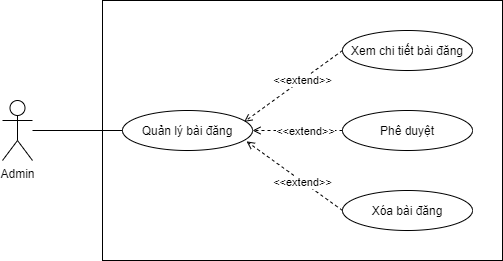 Xem chi tiết bài đăng
<<extend>>
Quản lý bài đăng
<<extend>>
Phê duyệt
Admin
<<extend>>
Xóa bài đăng